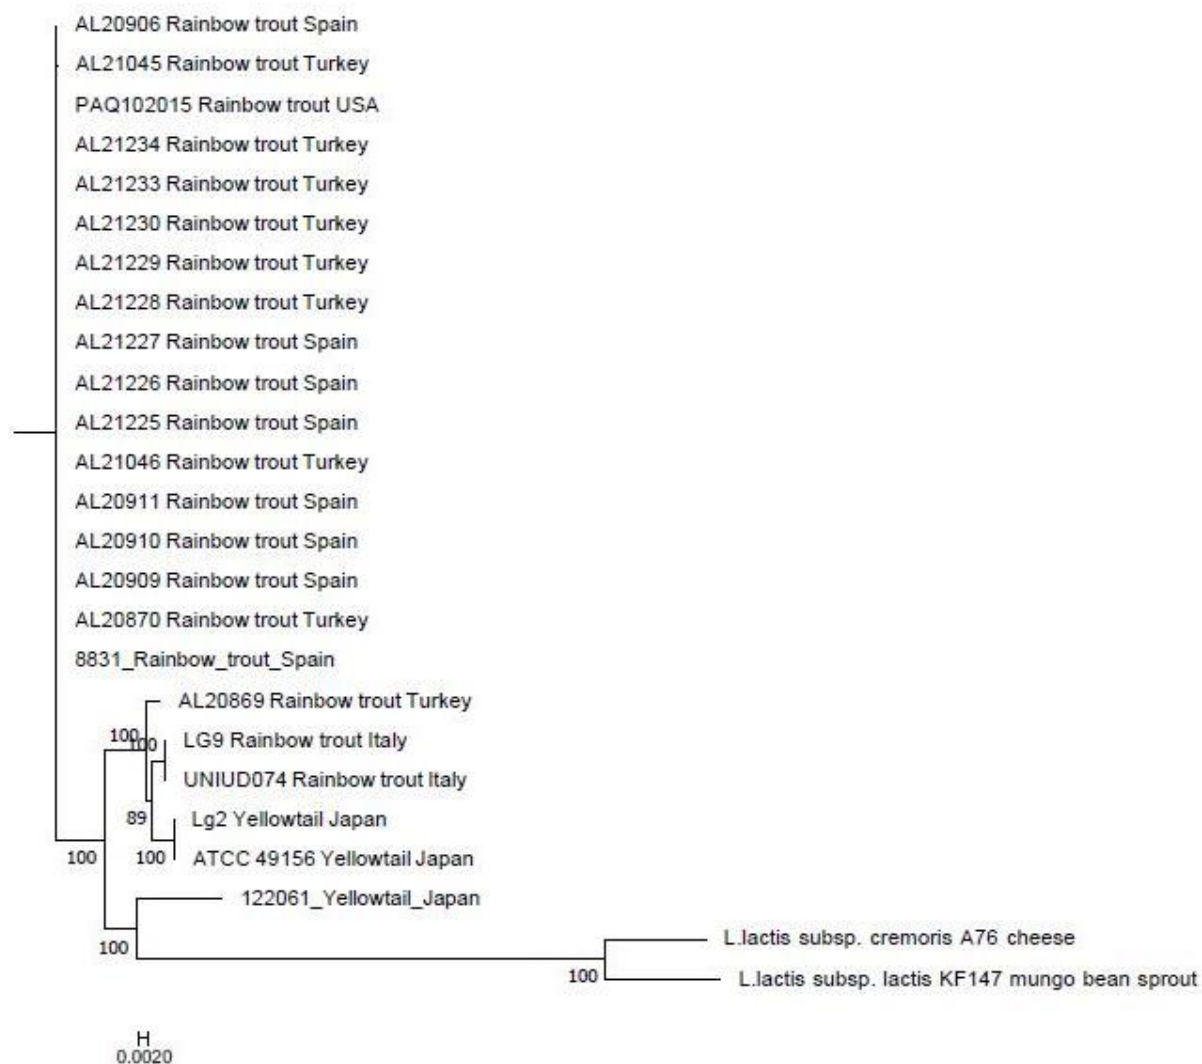 AL20906 Rainbow trout Spain
AL21045 Rainbow trout Turkey
PAQ102015 Rainbow trout USA
AL21234 Rainbow trout Turkey
AL21233 Rainbow trout Turkey
AL21230 Rainbow trout Turkey
AL21229 Rainbow trout Turkey
AL21228 Rainbow trout Turkey
AL21227 Rainbow trout Spain
AL21226 Rainbow trout Spain
AL21225 Rainbow trout Spain
AL21046 Rainbow trout Turkey
AL20911 Rainbow trout Spain
AL20910 Rainbow trout Spain
AL20909 Rainbow trout Spain
AL20870 Rainbow trout Turkey
8831_Rainbow_trout_Spain
AL20869 Rainbow trout Turkey
100
100 LG9 Rainbow trout Italy
UNIUD074 Rainbow trout Italy
89 Lg2 Yellowtail Japan
100 100 ATCC 49156 Yellowtail Japan
122061_Yellowtail_Japan
100 L.lactis subsp. cremoris A76 cheese
100 L.lactis subsp. lactis KF147 mungo bean sprout
0.0020